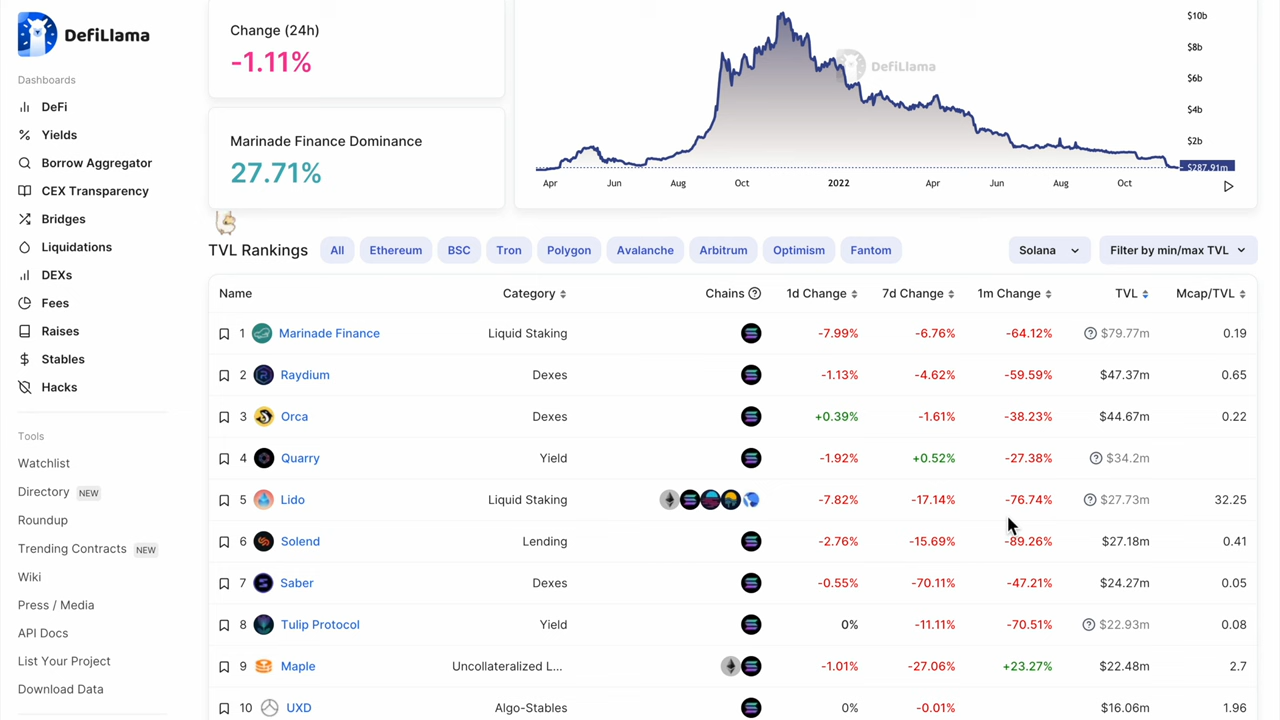 DefiLlama
Dashboards
DeFi
Yields
Borrow Aggregator
CEX Transparency
Bridges
Liquidations
DEXs
Fees
Raises
Stables
Hacks
Tools
Watchlist
Directory NEW
Roundup
Trending Contracts NEW
Wiki
Press / Media
API Docs
List Your Project
Download Data
Change (24h)
-1.11%
Marinade Finance Dominance
27.71%
DefiLlama
$10b
$8b
$6b
$4b
$2b
$287.91m
Apr Jun Aug Oct 2022 Apr Jun Aug Oct
TVL Rankings All Ethereum BSC Tron Polygon Avalanche Arbitrum Optimism Fantom Solana Filter by min/max TVL
Name Category Chains ? 1d Change 7d Change 1m Change TVL Mcap/TVL
1 Marinade Finance Liquid Staking -7.99% -6.76% -64.12% ? $79.77m 0.19
2 Raydium Dexes -1.13% -4.62% -59.59% $47.37m 0.65
3 Orca Dexes +0.39% -1.61% -38.23% $44.67m 0.22
4 Quarry Yield -1.92% +0.52% -27.38% ? $34.2m
5 Lido Liquid Staking -7.82% -17.14% -76.74% ? $27.73m 32.25
6 Solend Lending -2.76% -15.69% -89.26% $27.18m 0.41
7 Saber Dexes -0.55% -70.11% -47.21% $24.27m 0.05
8 Tulip Protocol Yield 0% -11.11% -70.51% ? $22.93m 0.08
9 Maple Uncollateralized L... -1.01% -27.06% +23.27% $22.48m 2.7
10 UXD Algo-Stables 0% -0.01% $16.06m 1.96